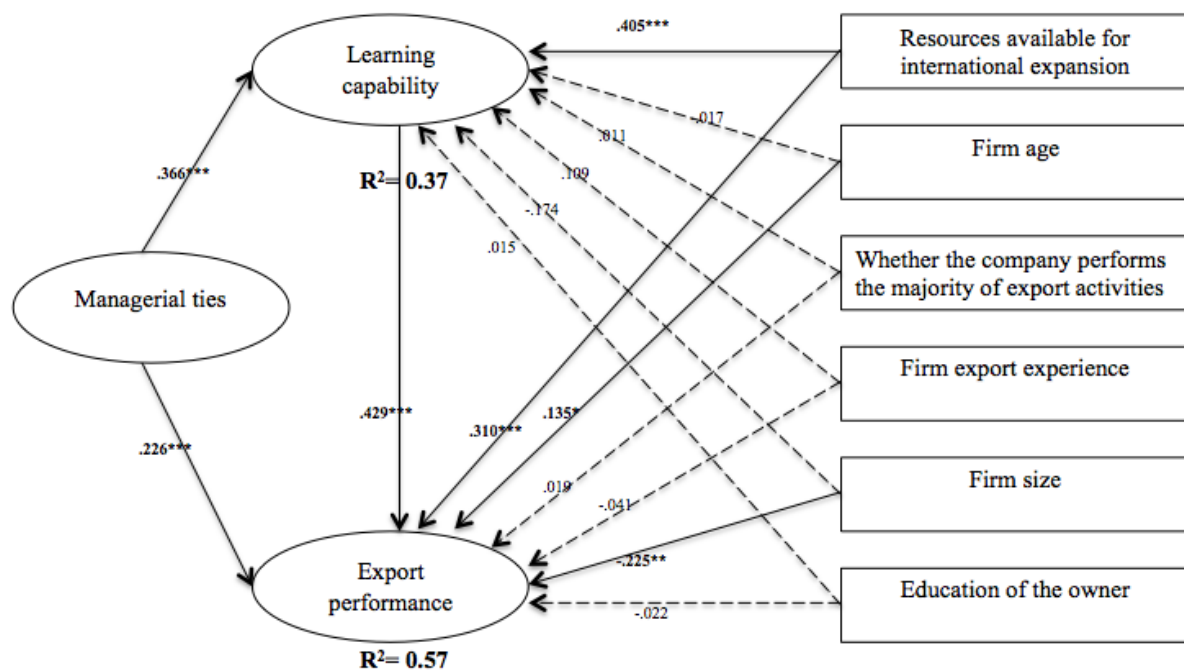 .405***
Learning
capability
Resources available for
international expansion
-.017
.011
Firm age
.366***
R²= 0.37
.109
-.174
.015
Whether the company performs
the majority of export activities
Managerial ties
Firm export experience
.429***
.310***
.135*
.226***
.019
-.041
Firm size
-.225**
Export
performance
-.022
Education of the owner
R²= 0.57